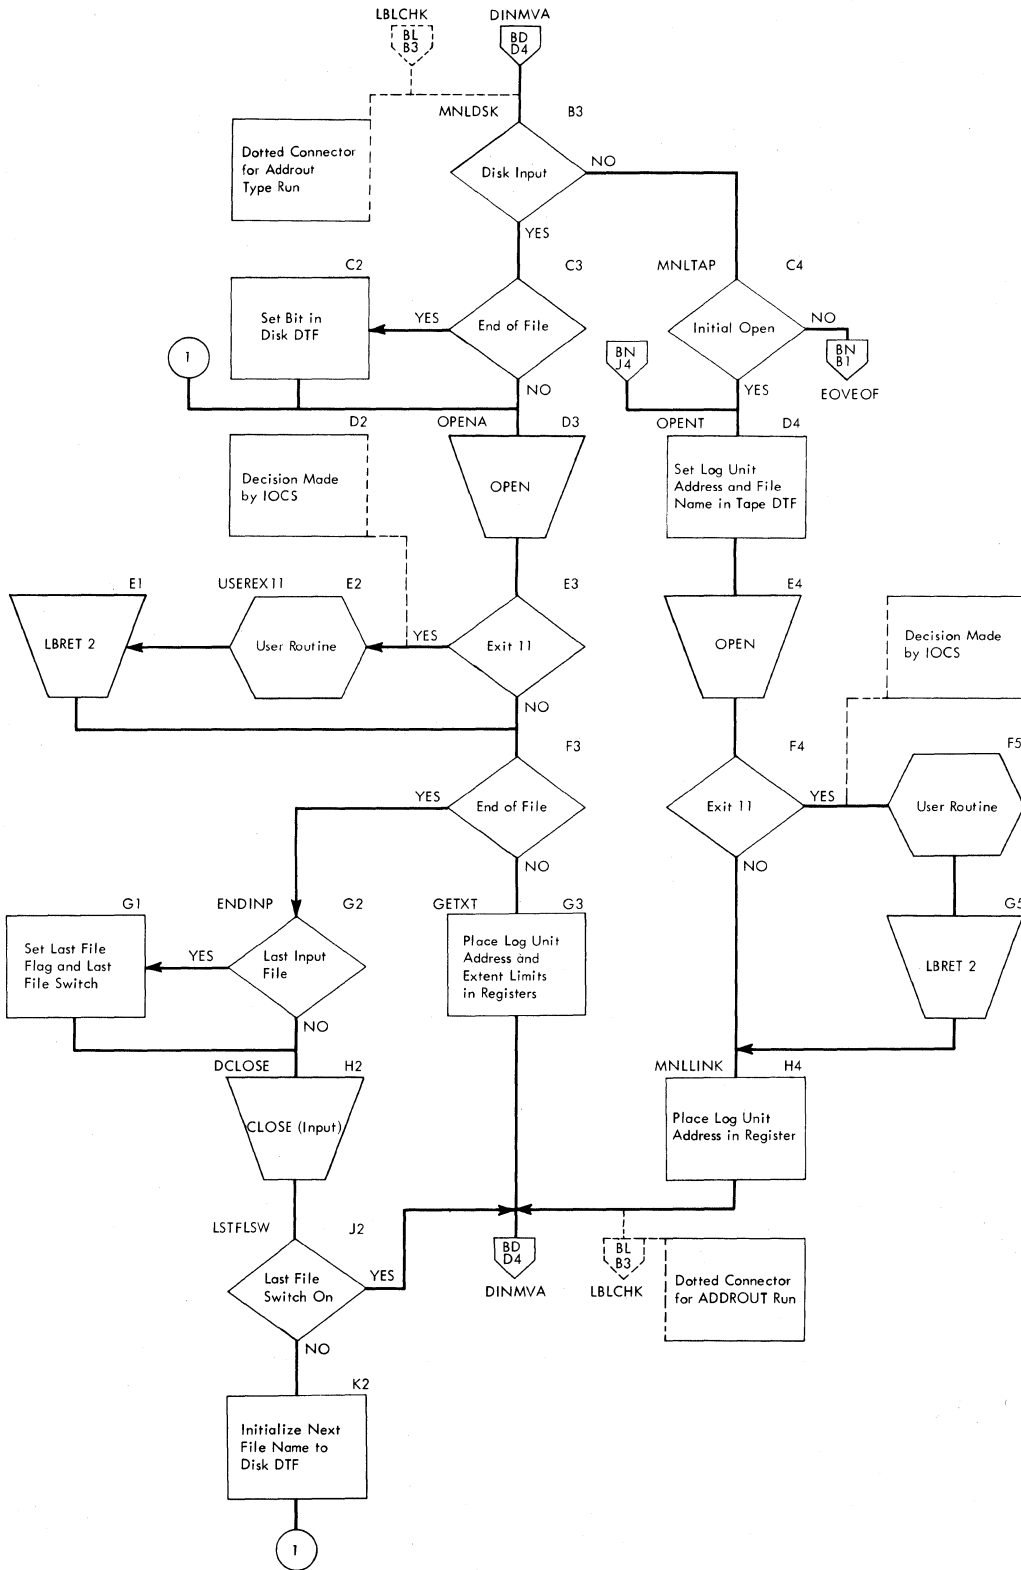 LBLCHK
DINMVA
BL
B3
BD
D4
MNLDSK
B3
Dotted Connector
for Addrout
Type Run
Disk Input
NO
YES
C2
C3
MNLTAP
C4
Set Bit in
Disk DTF
YES
End of File
Initial Open
NO
1
BN
J4
BN
B1
NO
YES
EOVEOF
D2
OPENA
D3
OPENT
D4
Decision Made
by IOCS
OPEN
Set Log Unit
Address and File
Name in Tape DTF
E1
USEREX11
E2
E3
E4
LBRET 2
User Routine
YES
Exit 11
OPEN
Decision Made
by IOCS
NO
F3
F4
F5
YES
End of File
Exit 11
YES
User Routine
NO
NO
G1
ENDINP
G2
GETXT
G3
G5
Set Last File
Flag and Last
File Switch
YES
Last Input
File
Place Log Unit
Address and
Extent Limits
in Registers
LBRET 2
NO
DCLOSE
H2
MNLLINK
H4
CLOSE (Input)
Place Log Unit
Address in Register
LSTFLSW
J2
BD
D4
BL
B3
Last File
Switch On
YES
DINMVA
LBLCHK
Dotted Connector
for ADDROUT Run
NO
K2
Initialize Next
File Name to
Disk DTF
1